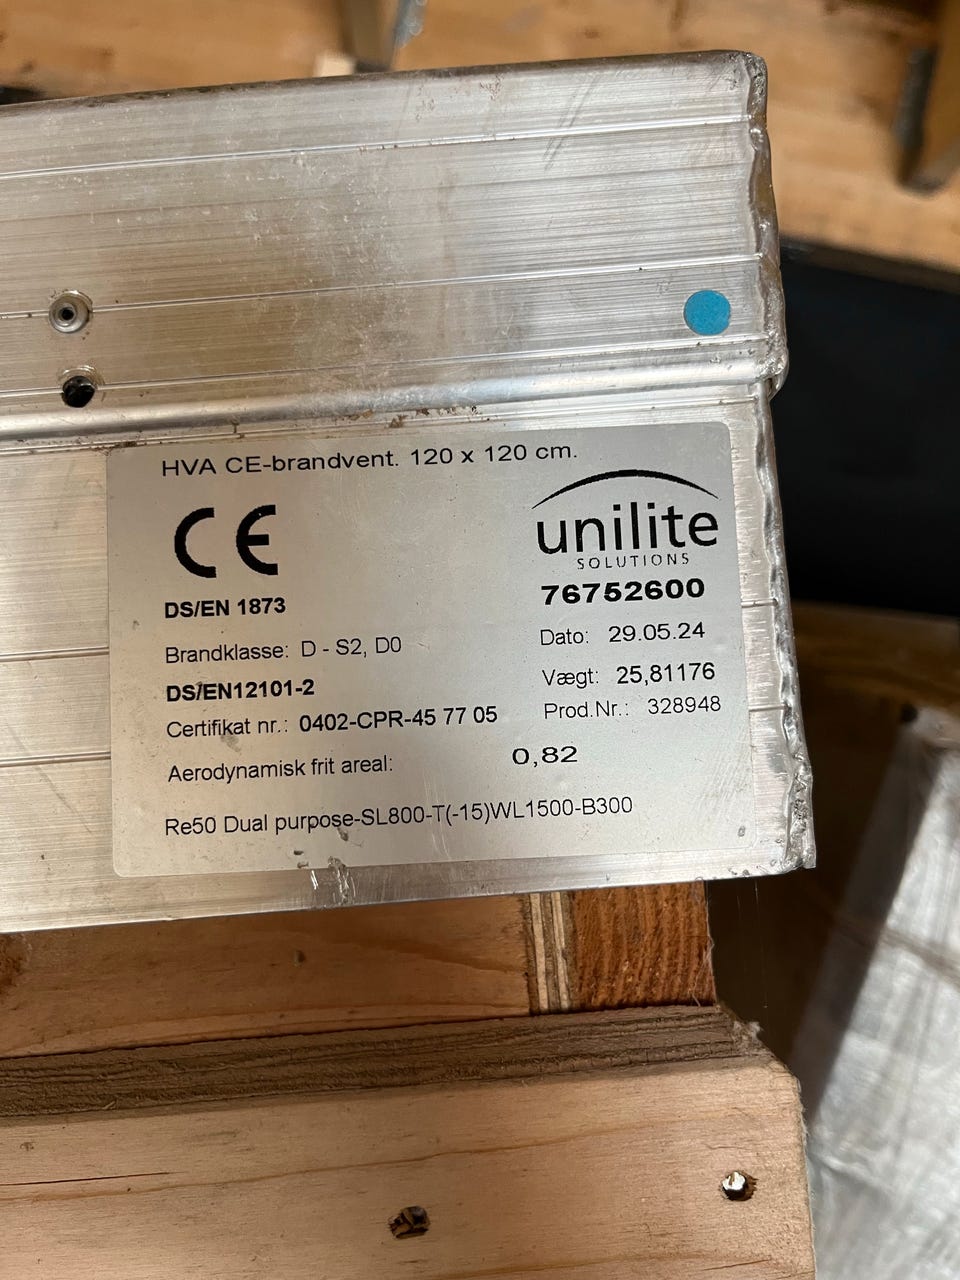 HVA CE-brandvent. 120 x 120 cm.
CE
unilite
SOLUTIONS
76752600
DS/EN 1873
Dato: 29.05.24
Brandklasse: D - S2, D0
Vægt: 25,81176
DS/EN12101-2
Prod.Nr.: 328948
Certifikat nr.: 0402-CPR-45 77 05
Aerodynamisk frit areal: 0,82
Re50 Dual purpose-SL800-T(-15)WL1500-B300